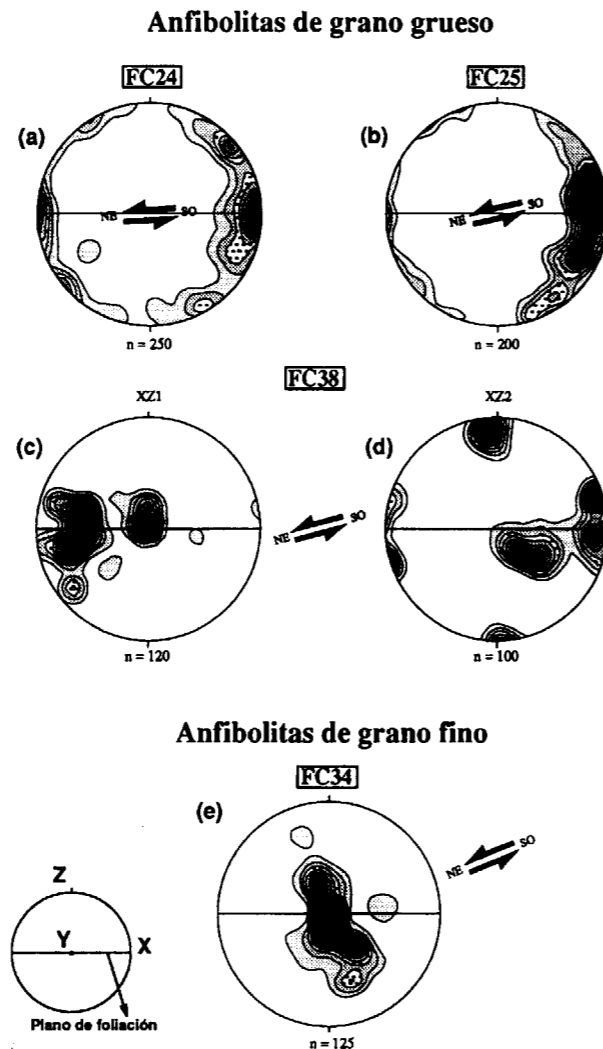 Anfibolitas de grano grueso
FC24
FC25
(a)
(b)
NE SO
NE SO
n = 250
n = 200
FC38
XZ1
XZ2
(c)
(d)
NE SO
n = 120
n = 100
Anfibolitas de grano fino
FC34
(e)
NE SO
Z
Y
X
Plano de foliación
n = 125